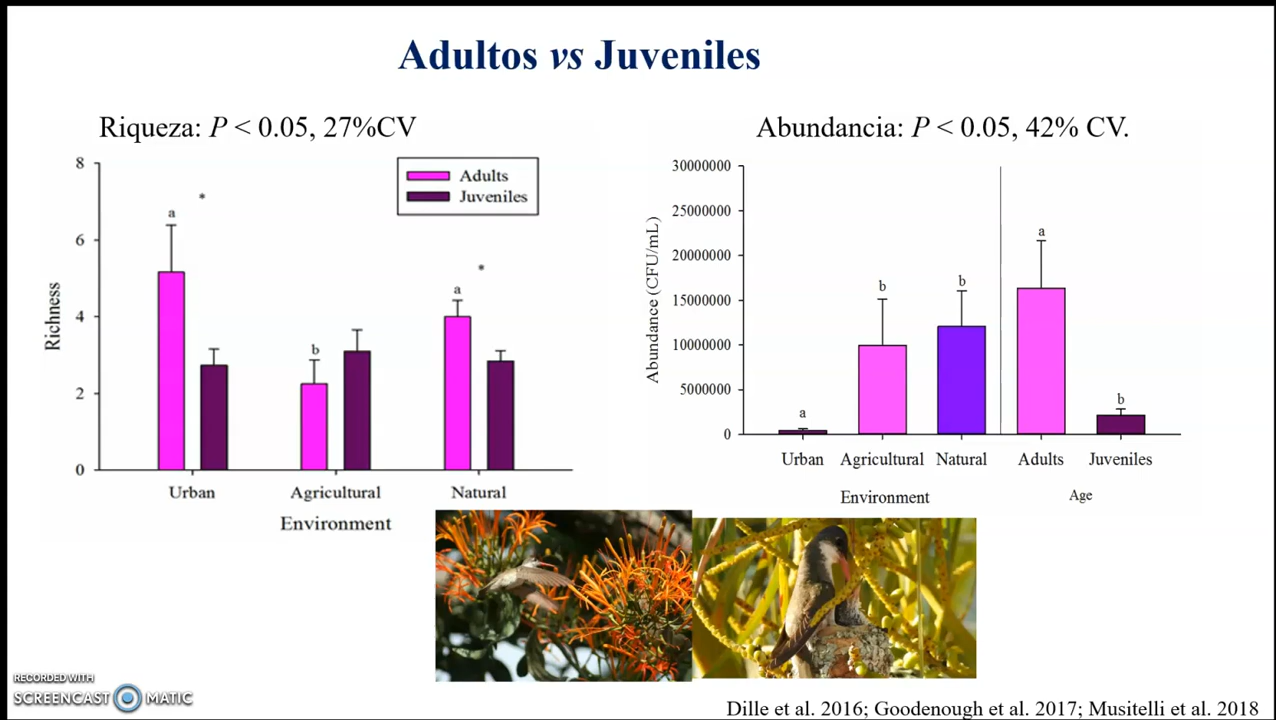 Adultos vs Juveniles
Riqueza: P < 0.05, 27%CV
8
6
4
2
0
Richness
Adults
Juveniles
a
*
b
a
*
Urban
Agricultural
Natural
Environment
Abundancia: P < 0.05, 42% CV.
30000000
25000000
20000000
15000000
10000000
5000000
0
Abundance (CFU/mL)
a
b
b
a
b
Urban
Agricultural
Natural
Adults
Juveniles
Environment
Age
RECORDED WITH
SCREENCAST MATIC
Dille et al. 2016; Goodenough et al. 2017; Musitelli et al. 2018